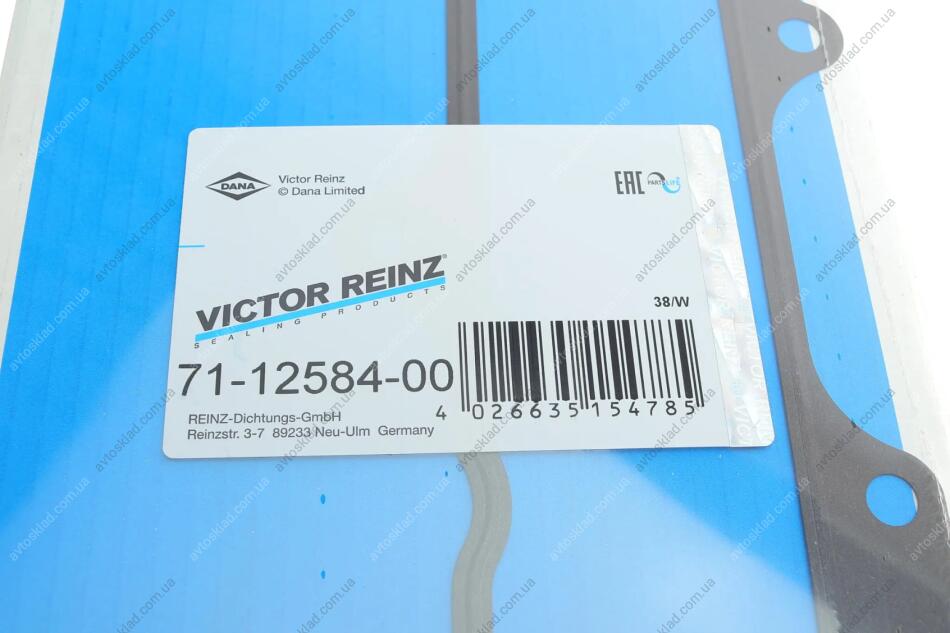 DANA
Victor Reinz
© Dana Limited
EAC
PARTSLIFE
VICTOR REINZ®
SEALING PRODUCTS
38/W
71-12584-00
4 026635 154785
REINZ-Dichtungs-GmbH
Reinzstr. 3-7 89233 Neu-Ulm Germany
avtosklad.com.ua